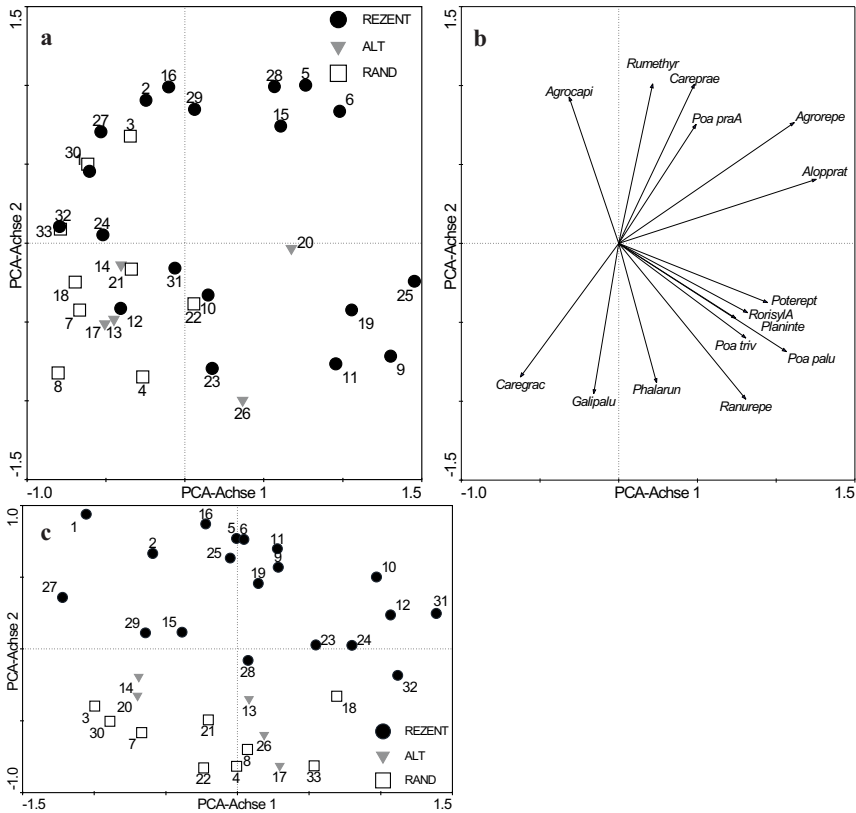 1.5
a
REZENT
ALT
RAND
16
28
5
2
29
6
27
3
15
30
1
32
33
24
20
14
21
31
18
10
25
7
12
22
19
17
13
23
11
9
8
4
26
PCA-Achse 2
-1.5
-1.0
PCA-Achse 1
1.5
1.5
b
Rumethyr
Careprae
Agrocapi
Poa praA
Agrorepe
Alopprat
Poterept
RorisylA
Planinte
Poa triv
Poa palu
Caregrac
Galipalu
Phalarun
Ranurepe
PCA-Achse 2
-1.5
-1.0
PCA-Achse 1
1.5
1.0
c
1
16
5
6
2
25
11
9
19
10
27
12
31
29
15
23
24
28
32
14
20
13
18
3
30
7
21
26
8
22
4
17
33
REZENT
ALT
RAND
PCA-Achse 2
-1.0
-1.5
PCA-Achse 1
1.5